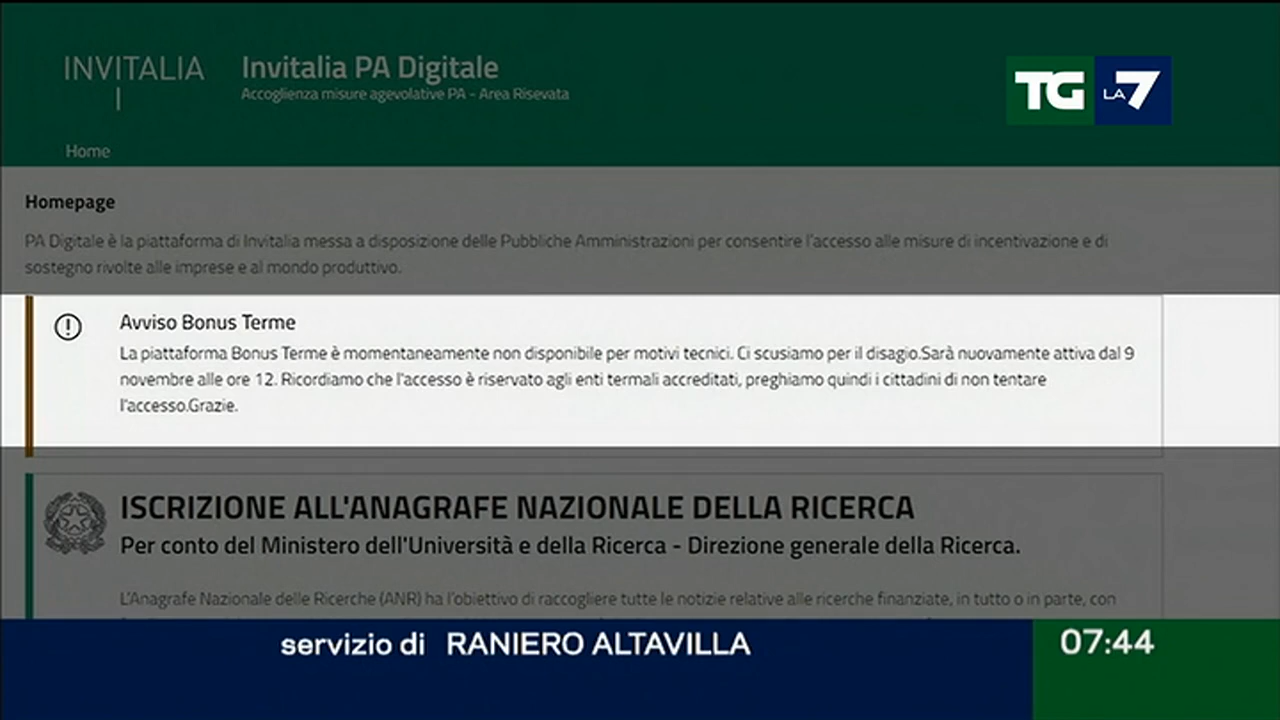 INVITALIA
Invitalia PA Digitale
Accoglienza misure agevolative PA - Area Riservata
TG LA7
Home
Homepage
PA Digitale è la piattaforma di Invitalia messa a disposizione delle Pubbliche Amministrazioni per consentire l'accesso alle misure di incentivazione e di
sostegno rivolte alle imprese e al mondo produttivo.
Avviso Bonus Terme
La piattaforma Bonus Terme è momentaneamente non disponibile per motivi tecnici. Ci scusiamo per il disagio.Sarà nuovamente attiva dal 9
novembre alle ore 12. Ricordiamo che l'accesso è riservato agli enti termali accreditati, preghiamo quindi i cittadini di non tentare
l'accesso.Grazie.
ISCRIZIONE ALL'ANAGRAFE NAZIONALE DELLA RICERCA
Per conto del Ministero dell'Università e della Ricerca - Direzione generale della Ricerca.
L'Anagrafe Nazionale delle Ricerche (ANR) ha l'obiettivo di raccogliere tutte le notizie relative alle ricerche finanziate, in tutto o in parte, con
servizio di RANIERO ALTAVILLA
07:44